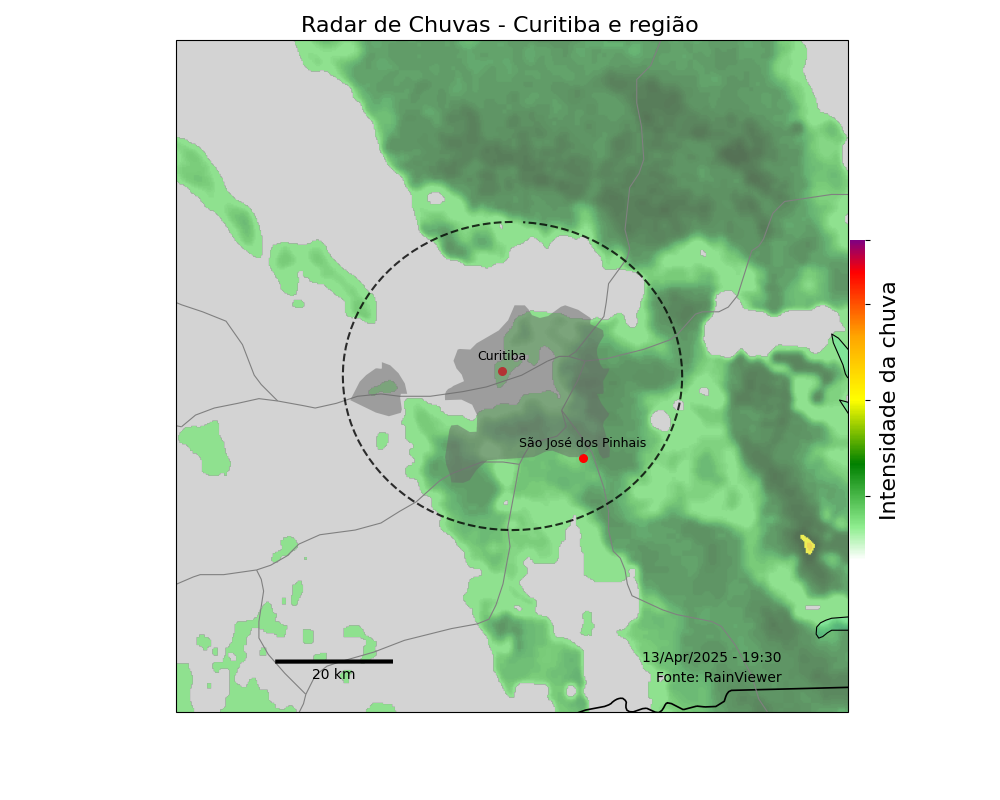 Radar de Chuvas - Curitiba e região
Curitiba
São José dos Pinhais
Intensidade da chuva
13/Apr/2025 - 19:30
Fonte: RainViewer
20 km